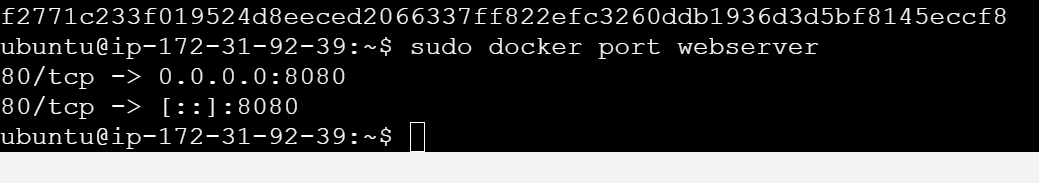 f2771c233f019524d8eeced2066337ff822efc3260ddb1936d3d5bf8145eccf8
ubuntu@ip-172-31-92-39:~$ sudo docker port webserver
80/tcp -> 0.0.0.0:8080
80/tcp -> [::]:8080
ubuntu@ip-172-31-92-39:~$